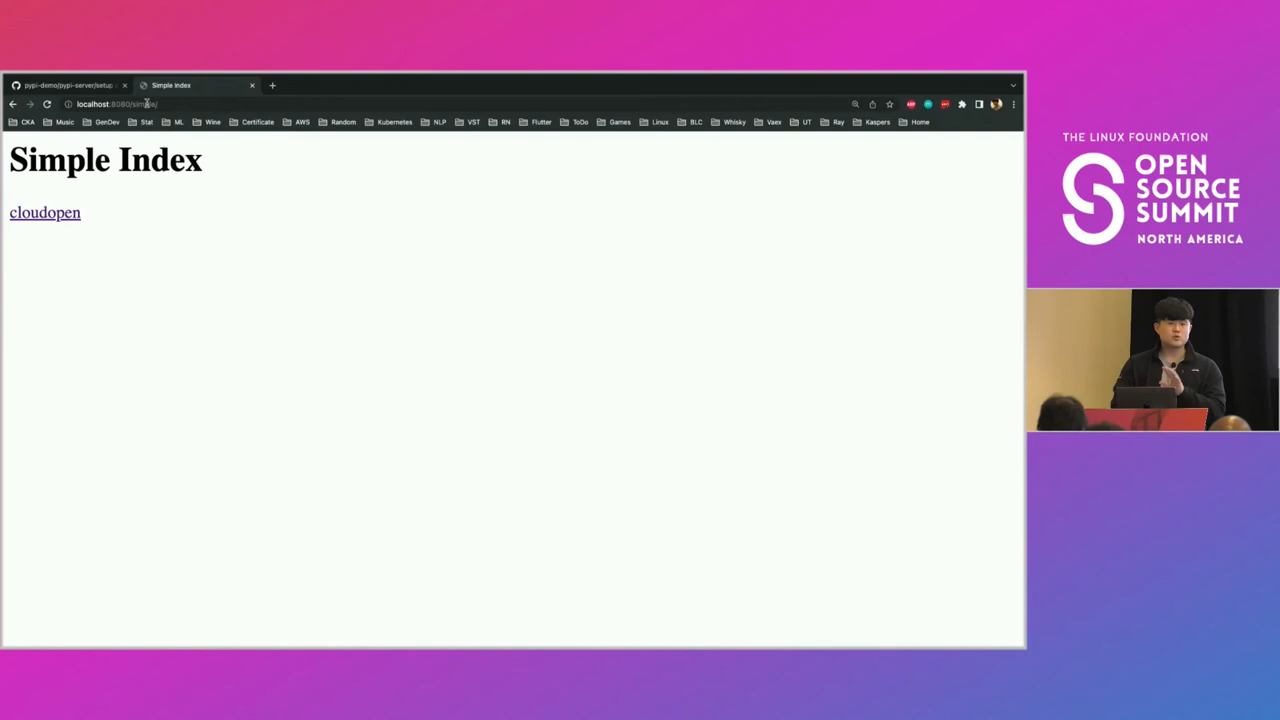 pypi-demo/pypi-server/setup
Simple index
localhost:8080/simple/
CKA
Music
GenDev
Stat
ML
Wine
Certificate
AWS
Random
Kubernetes
NLP
VST
RN
Flutter
ToDo
Games
Linux
BLC
Whisky
Vaex
UT
Ray
Kaspers
Home
Simple Index
cloudopen
THE LINUX FOUNDATION
OPEN
SOURCE
SUMMIT
NORTH AMERICA